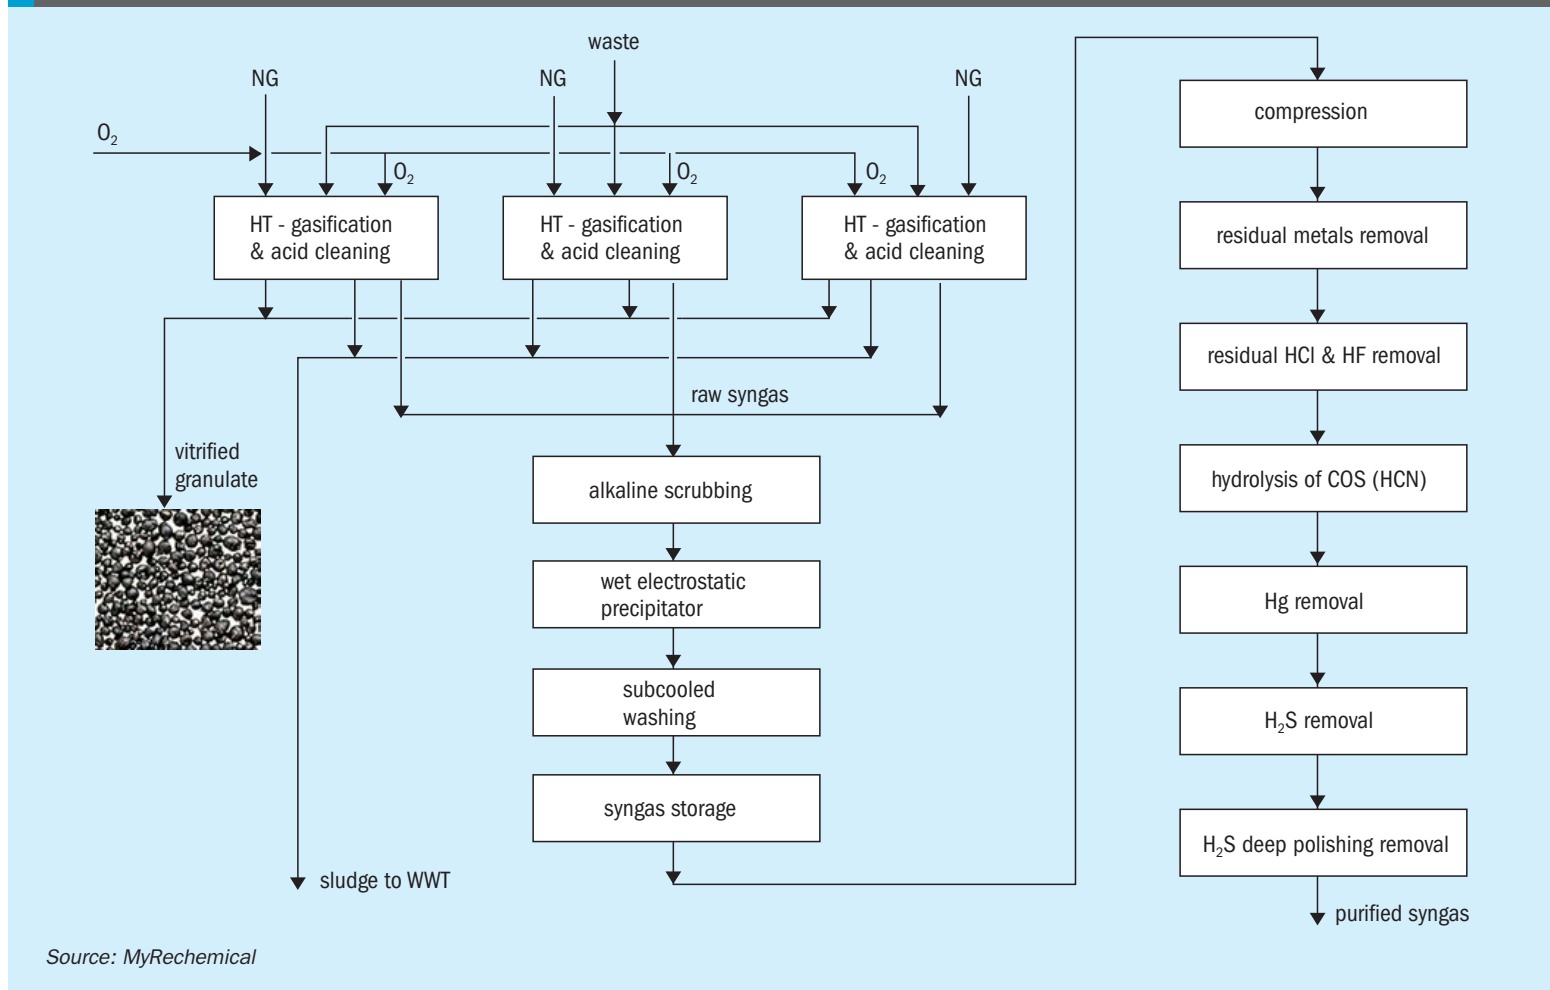 waste
NG
NG
NG
O2
O2
O2
O2
HT - gasification
& acid cleaning
HT - gasification
& acid cleaning
HT - gasification
& acid cleaning
raw syngas
vitrified
granulate
alkaline scrubbing
wet electrostatic
precipitator
subcooled
washing
syngas storage
sludge to WWT
compression
residual metals removal
residual HCl & HF removal
hydrolysis of COS (HCN)
Hg removal
H2S removal
H2S deep polishing removal
purified syngas
Source: MyRechemical